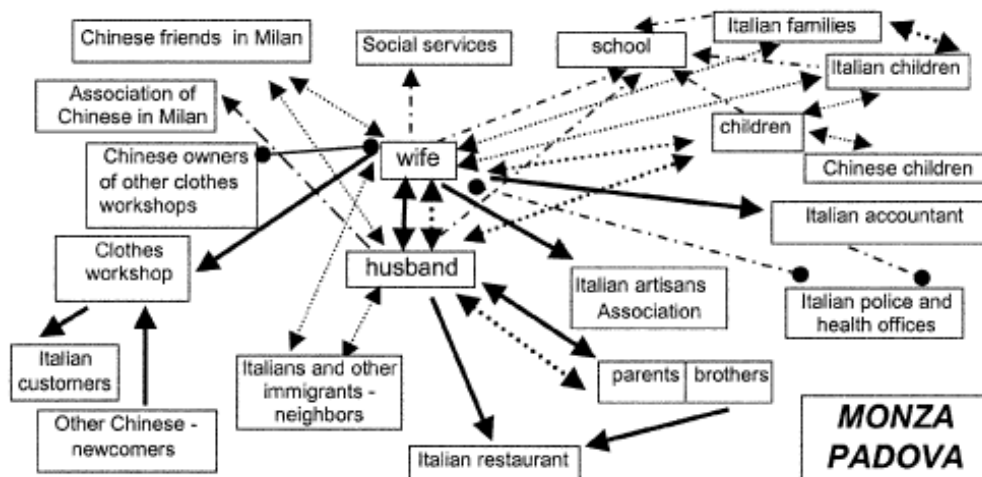 Chinese friends in Milan
Social services
school
Italian families
Italian children
Association of
Chinese in Milan
children
Chinese owners
of other clothes
workshops
wife
Chinese children
Italian accountant
Clothes
workshop
husband
Italian artisans
Association
Italian police and
health offices
Italian
customers
Italians and other
immigrants -
neighbors
parents
brothers
Other Chinese -
newcomers
Italian restaurant
MONZA
PADOVA